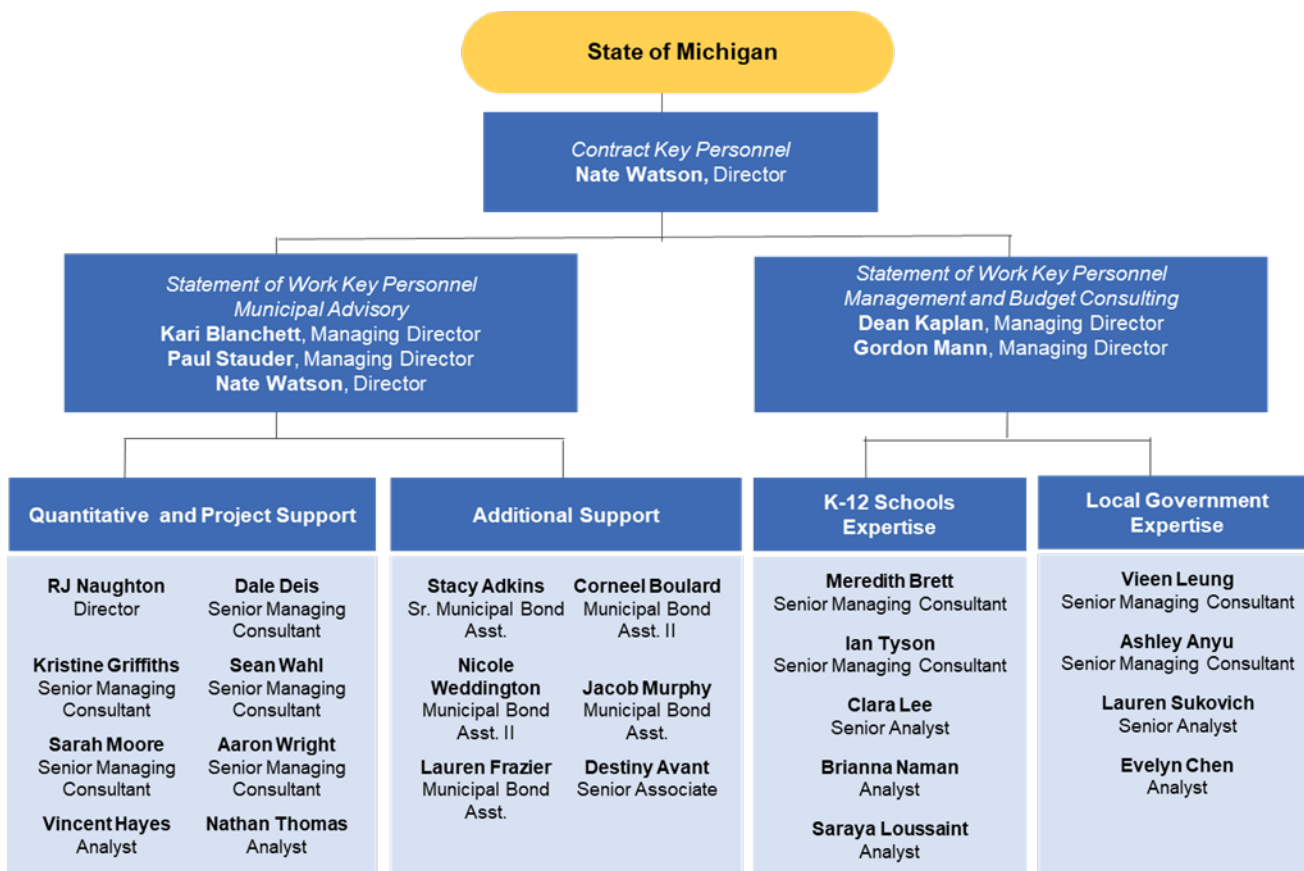 State of Michigan
Contract Key Personnel
Nate Watson, Director
Statement of Work Key Personnel
Municipal Advisory
Kari Blanchett, Managing Director
Paul Stauder, Managing Director
Nate Watson, Director
Statement of Work Key Personnel
Management and Budget Consulting
Dean Kaplan, Managing Director
Gordon Mann, Managing Director
Quantitative and Project Support
RJ Naughton
Director
Dale Deis
Senior Managing
Consultant
Kristine Griffiths
Senior Managing
Consultant
Sean Wahl
Senior Managing
Consultant
Sarah Moore
Senior Managing
Consultant
Aaron Wright
Senior Managing
Consultant
Vincent Hayes
Analyst
Nathan Thomas
Analyst
Additional Support
Stacy Adkins
Sr. Municipal Bond
Asst.
Corneel Boulard
Municipal Bond
Asst. II
Nicole
Weddington
Municipal Bond
Asst. II
Jacob Murphy
Municipal Bond
Asst.
Lauren Frazier
Municipal Bond
Asst.
Destiny Avant
Senior Associate
K-12 Schools
Expertise
Meredith Brett
Senior Managing Consultant
Ian Tyson
Senior Managing Consultant
Clara Lee
Senior Analyst
Brianna Naman
Analyst
Saraya Loussaint
Analyst
Local Government
Expertise
Vieen Leung
Senior Managing Consultant
Ashley Anyu
Senior Managing Consultant
Lauren Sukovich
Senior Analyst
Evelyn Chen
Analyst